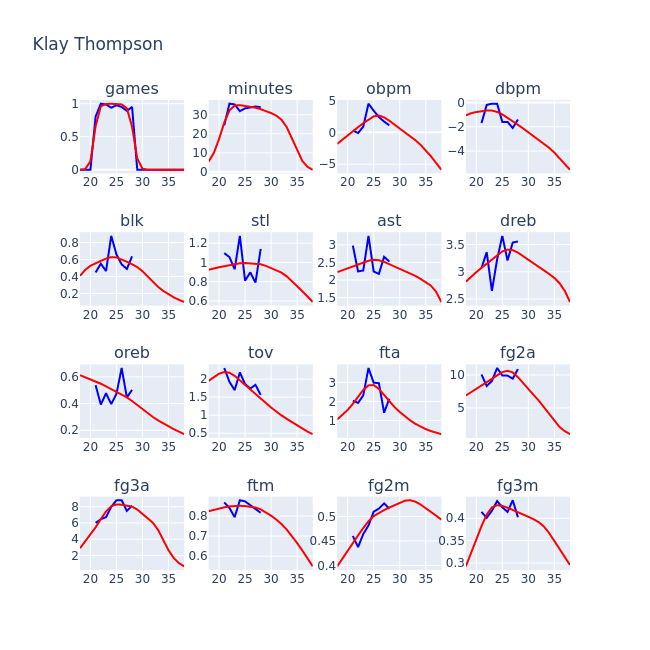 Klay Thompson
games minutes obpm dbpm
1 0.5 0 20 25 30 35
30 20 10 0 20 25 30 35
5 0 −5 20 25 30 35
0 −2 −4 20 25 30 35
blk stl ast dreb
0.8 0.6 0.4 0.2 20 25 30 35
1.2 1 0.8 0.6 20 25 30 35
3 2.5 2 1.5 20 25 30 35
3.5 3 2.5 20 25 30 35
oreb tov fta fg2a
0.6 0.4 0.2 20 25 30 35
2 1.5 1 0.5 20 25 30 35
3 2 1 20 25 30 35
10 5 20 25 30 35
fg3a ftm fg2m fg3m
8 6 4 2 20 25 30 35
0.8 0.7 0.6 20 25 30 35
0.5 0.45 0.4 20 25 30 35
0.4 0.35 0.3 20 25 30 35